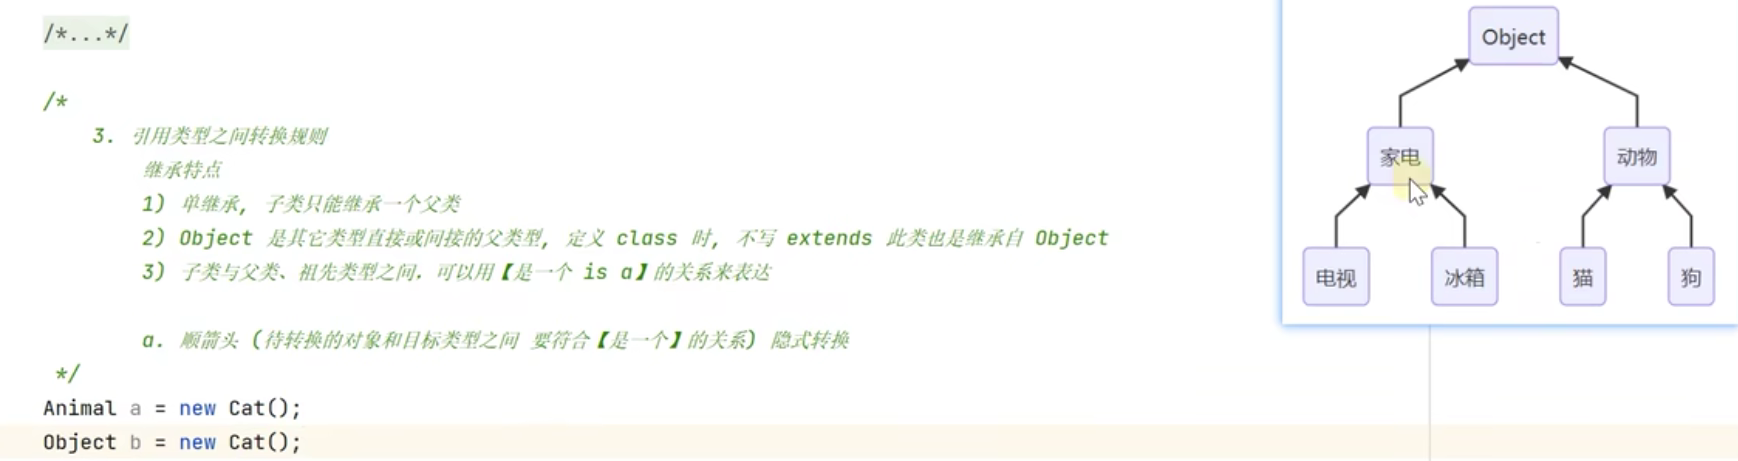 /*...*/
/*
3. 引用类型之间转换规则
继承特点
1) 单继承, 子类只能继承一个父类
2) Object 是其它类型直接或间接的父类型, 定义 class 时, 不写 extends 此类也是继承自 Object
3) 子类与父类、祖先类型之间. 可以用【是一个 is a】的关系来表达
a. 顺箭头 (待转换的对象和目标类型之间 要符合【是一个】的关系) 隐式转换
*/
Animal a = new Cat();
Object b = new Cat();
Object
家电 动物
电视 冰箱 猫 狗